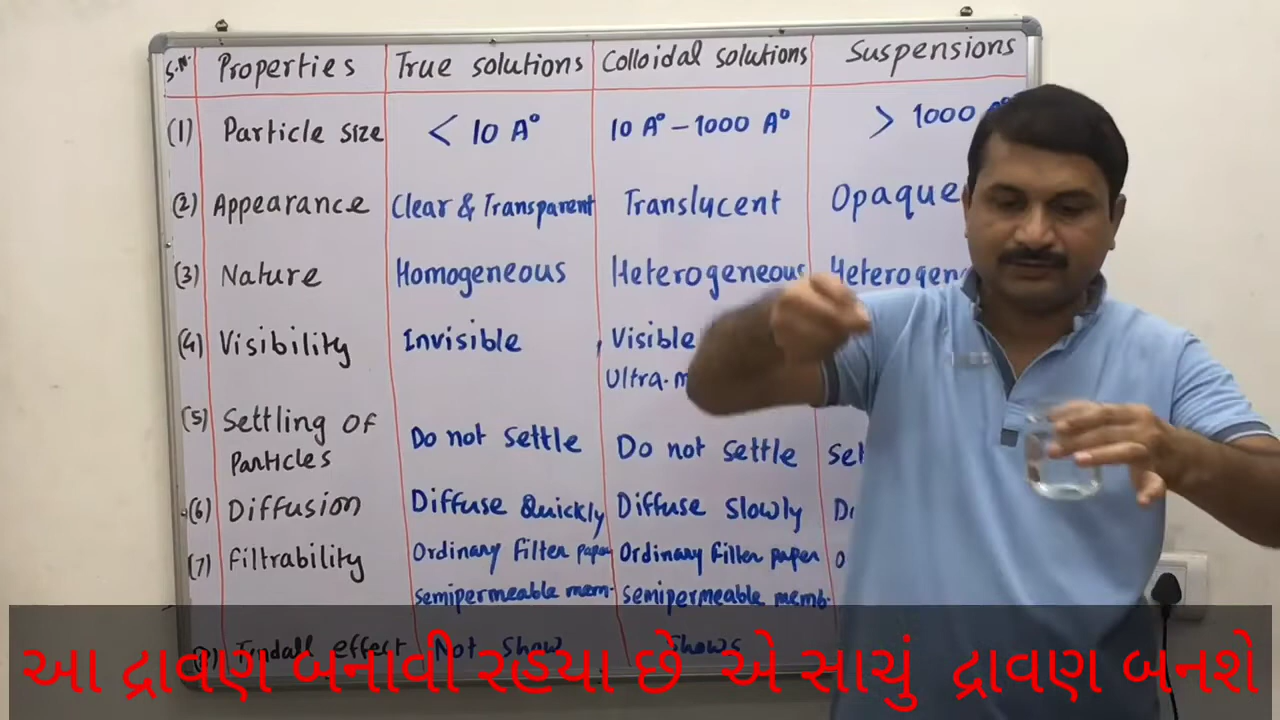 S.N. Properties True solutions Colloidal solutions Suspensions
(1) Particle size < 10 A° 10 A° – 1000 A° > 1000
(2) Appearance Clear & Transparent Translucent Opaque
(3) Nature Homogeneous Heterogeneous Heterogen
(4) Visibility Invisible Visible
Ultra-m
(5) Settling of Do not settle Do not settle Set
Particles
(6) Diffusion Diffuse Quickly Diffuse Slowly
(7) Filtrability Ordinary Filter paper Ordinary Filter paper
semipermeable mem. semipermeable memb.
Tyndall effect Not Show Shows
આ દ્રાવણ બનાવી રહયા છે એ સાચું દ્રાવણ બનશે